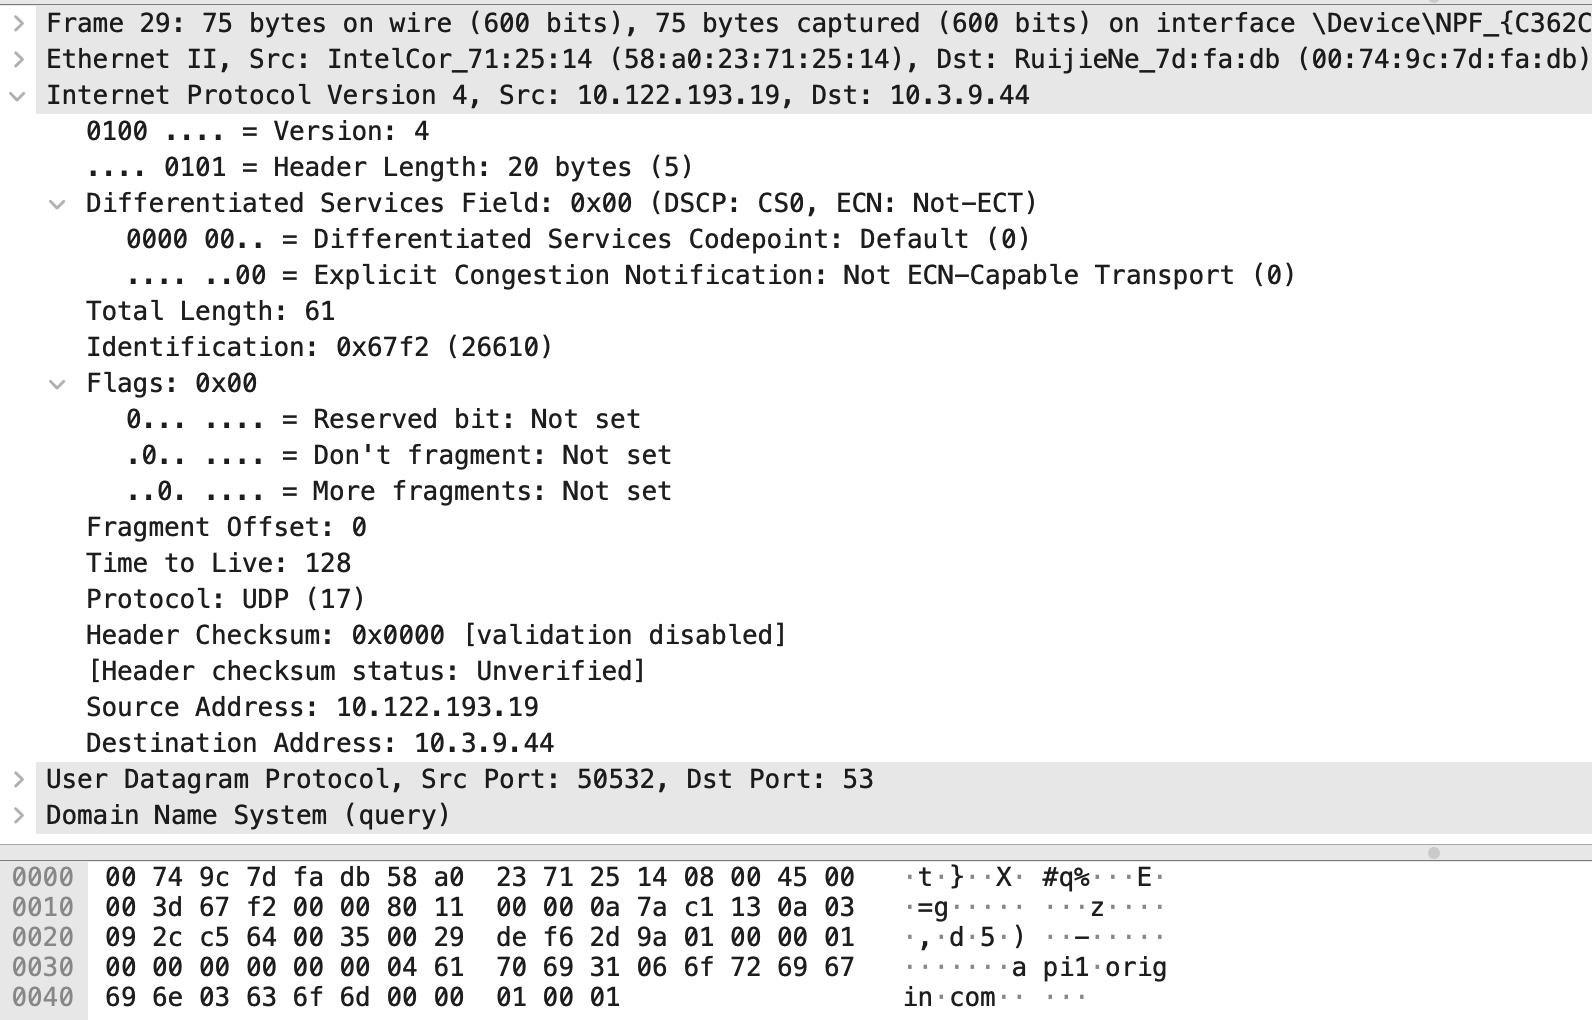 Frame 29: 75 bytes on wire (600 bits), 75 bytes captured (600 bits) on interface \Device\NPF_{C362C
Ethernet II, Src: IntelCor_71:25:14 (58:a0:23:71:25:14), Dst: RuijieNe_7d:fa:db (00:74:9c:7d:fa:db)
Internet Protocol Version 4, Src: 10.122.193.19, Dst: 10.3.9.44
0100 .... = Version: 4
.... 0101 = Header Length: 20 bytes (5)
Differentiated Services Field: 0x00 (DSCP: CS0, ECN: Not-ECT)
0000 00.. = Differentiated Services Codepoint: Default (0)
.... ..00 = Explicit Congestion Notification: Not ECN-Capable Transport (0)
Total Length: 61
Identification: 0x67f2 (26610)
Flags: 0x00
0... .... = Reserved bit: Not set
.0.. .... = Don't fragment: Not set
..0. .... = More fragments: Not set
Fragment Offset: 0
Time to Live: 128
Protocol: UDP (17)
Header Checksum: 0x0000 [validation disabled]
[Header checksum status: Unverified]
Source Address: 10.122.193.19
Destination Address: 10.3.9.44
User Datagram Protocol, Src Port: 50532, Dst Port: 53
Domain Name System (query)
0000 00 74 9c 7d fa db 58 a0 23 71 25 14 08 00 45 00 ·t·}··X· #q%···E·
0010 00 3d 67 f2 00 00 80 11 00 00 0a 7a c1 13 0a 03 ·=g····· ···z····
0020 09 2c c5 64 00 35 00 29 de f6 2d 9a 01 00 00 01 ·,·d·5·) ··-·····
0030 00 00 00 00 00 00 04 61 70 69 31 06 6f 72 69 67 ·······a pi1·orig
0040 69 6e 03 63 6f 6d 00 00 01 00 01 in·com·· ···